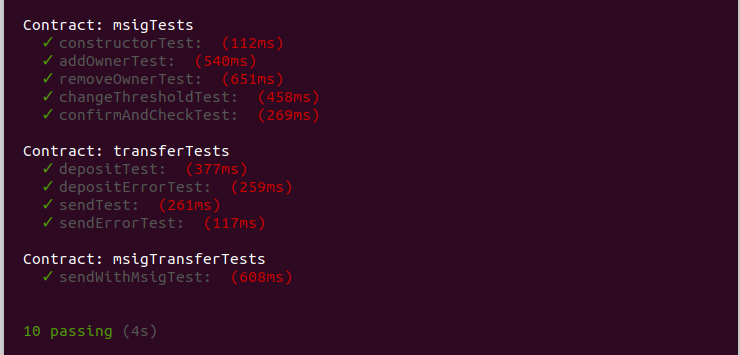 Contract: msigTests
✓ constructorTest: (112ms)
✓ addOwnerTest: (540ms)
✓ removeOwnerTest: (651ms)
✓ changeThresholdTest: (458ms)
✓ confirmAndCheckTest: (269ms)
Contract: transferTests
✓ depositTest: (377ms)
✓ depositErrorTest: (259ms)
✓ sendTest: (261ms)
✓ sendErrorTest: (117ms)
Contract: msigTransferTests
✓ sendWithMsigTest: (608ms)
10 passing (4s)